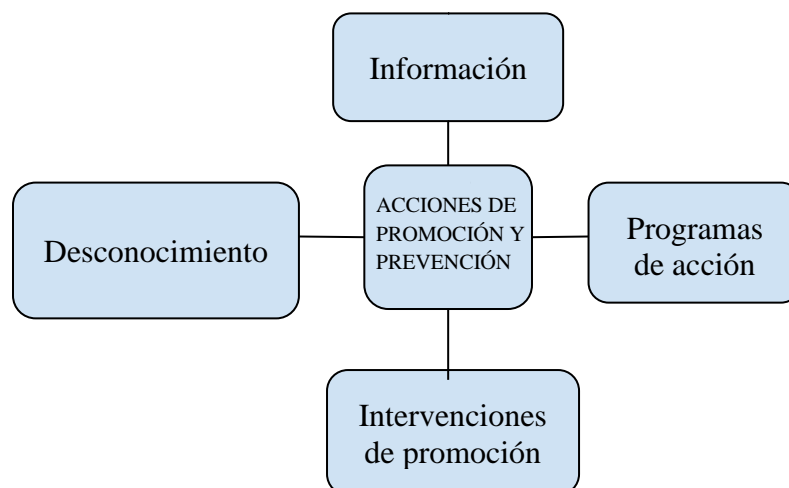 Información
ACCIONES DE
PROMOCIÓN Y
PREVENCIÓN
Desconocimiento
Programas
de acción
Intervenciones
de promoción